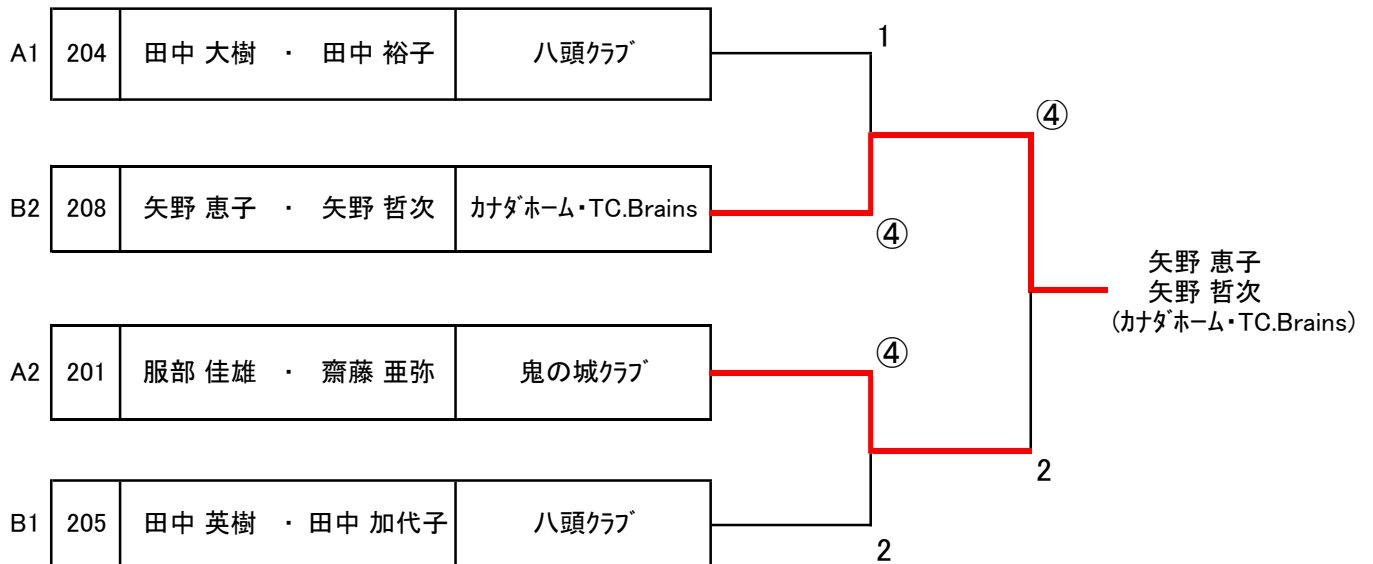 A1 204 田中 大樹 ・ 田中 裕子 八頭ｸﾗﾌﾞ
1
④
B2 208 矢野 恵子 ・ 矢野 哲次 ｶﾅﾀﾞﾎｰﾑ・TC.Brains
④
矢野 恵子
矢野 哲次
(ｶﾅﾀﾞﾎｰﾑ・TC.Brains)
A2 201 服部 佳雄 ・ 齋藤 亜弥 鬼の城ｸﾗﾌﾞ
④
2
B1 205 田中 英樹 ・ 田中 加代子 八頭ｸﾗﾌﾞ
2